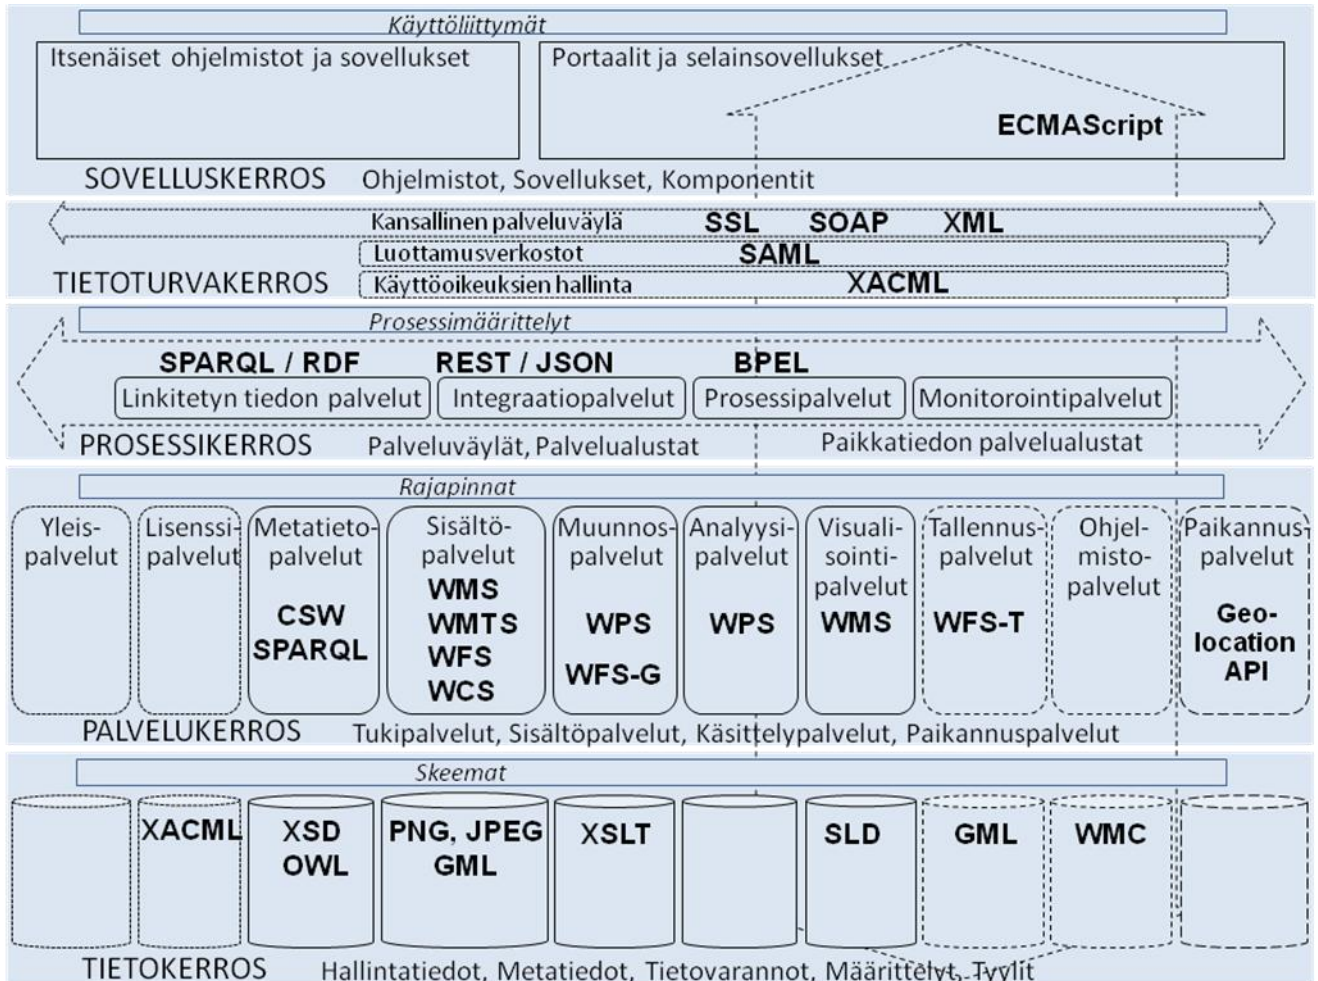 Käyttöliittymät
Itsenäiset ohjelmistot ja sovellukset
Portaalit ja selainsovellukset
ECMAScript
SOVELLUSKERROS
Ohjelmistot, Sovellukset, Komponentit
Kansallinen palveluväylä
SSL
SOAP
XML
Luottamusverkostot
SAML
TIETOTURVAKERROS
Käyttöoikeuksien hallinta
XACML
Prosessimäärittelyt
SPARQL / RDF
REST / JSON
BPEL
Linkitetyn tiedon palvelut
Integraatiopalvelut
Prosessipalvelut
Monitorointipalvelut
PROSESSIKERROS
Palveluväylät, Palvelualustat
Paikkatiedon palvelualustat
Rajapinnat
Yleis-
palvelut
Lisenssi-
palvelut
Metatieto-
palvelut
CSW
SPARQL
Sisältö-
palvelut
WMS
WMTS
WFS
WCS
Muunnos-
palvelut
WPS
WFS-G
Analyysi-
palvelut
WPS
Visuali-
sointi-
palvelut
WMS
Tallennus-
palvelut
WFS-T
Ohjel-
misto-
palvelut
Paikannus-
palvelut
Geo-
location
API
PALVELUKERROS
Tukipalvelut, Sisältöpalvelut, Käsittelypalvelut, Paikannuspalvelut
Skeemat
XACML
XSD
OWL
PNG, JPEG
GML
XSLT
SLD
GML
WMC
TIETOKERROS
Hallintatiedot, Metatiedot, Tietovarannot, Määrittelyt, Tyylit